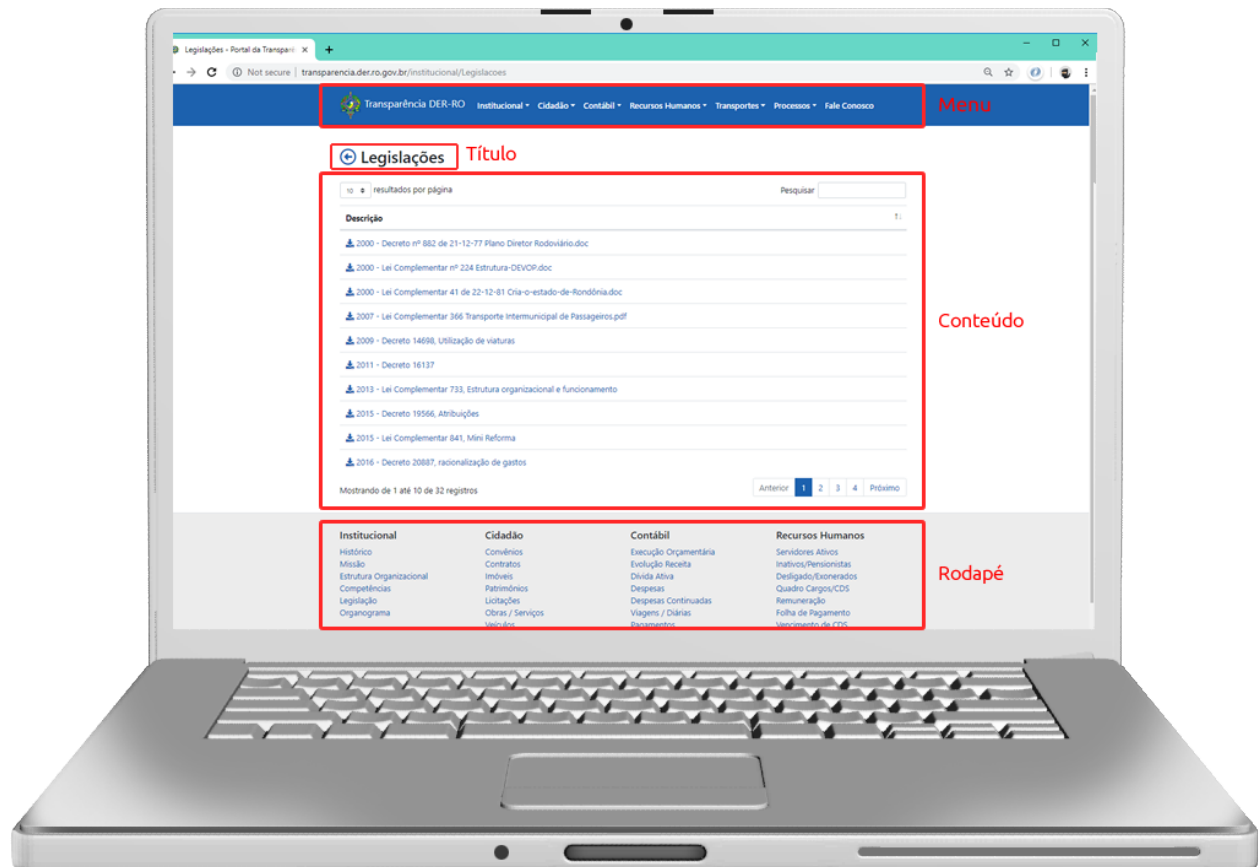 Legislações - Portal da Transparê
Not secure | transparencia.der.ro.gov.br/institucional/Legislacoes
Transparência DER-RO Institucional Cidadão Contábil Recursos Humanos Transportes Processos Fale Conosco
Menu
Legislações
Título
10 resultados por página Pesquisar
Descrição
2000 - Decreto nº 882 de 21-12-77 Plano Diretor Rodoviário.doc
2000 - Lei Complementar nº 224 Estrutura-DEVOP.doc
2000 - Lei Complementar 41 de 22-12-81 Cria-o-estado-de-Rondônia.doc
2007 - Lei Complementar 366 Transporte Intermunicipal de Passageiros.pdf
Conteúdo
2009 - Decreto 14698, Utilização de viaturas
2011 - Decreto 16137
2013 - Lei Complementar 733, Estrutura organizacional e funcionamento
2015 - Decreto 19566, Atribuições
2015 - Lei Complementar 841, Mini Reforma
2016 - Decreto 20887, racionalização de gastos
Mostrando de 1 até 10 de 32 registros
Anterior 1 2 3 4 Próximo
Institucional Cidadão Contábil Recursos Humanos
Histórico Convênios Execução Orçamentária Servidores Ativos
Missão Contratos Evolução Receita Inativos/Pensionistas
Estrutura Organizacional Imóveis Dívida Ativa Desligado/Exonerados
Rodapé
Competências Patrimônios Despesas Quadro Cargos/CDS
Legislação Licitações Despesas Continuadas Remuneração
Organograma Obras / Serviços Viagens / Diárias Folha de Pagamento
Veículos Pagamentos Vencimento de CDS